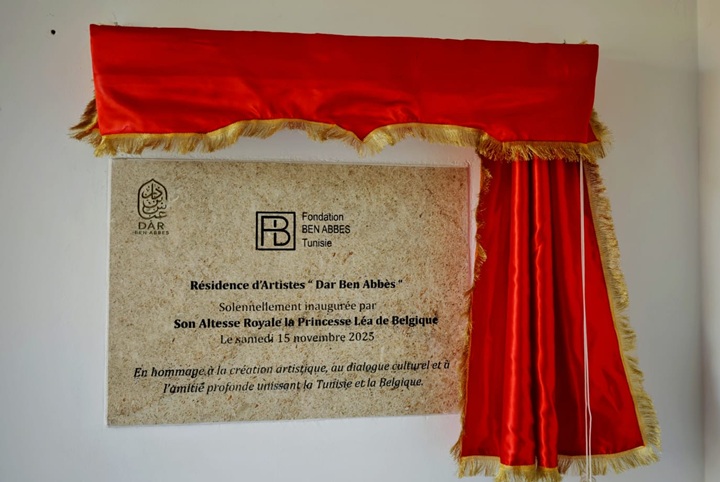 DAR
BEN ABBES
Fondation
BEN ABBES
Tunisie
Résidence d'Artistes “ Dar Ben Abbès ”
Solennellement inaugurée par
Son Altesse Royale la Princesse Léa de Belgique
Le samedi 15 novembre 2025
En hommage à la création artistique, au dialogue culturel et à
l'amitié profonde unissant la Tunisie et la Belgique.